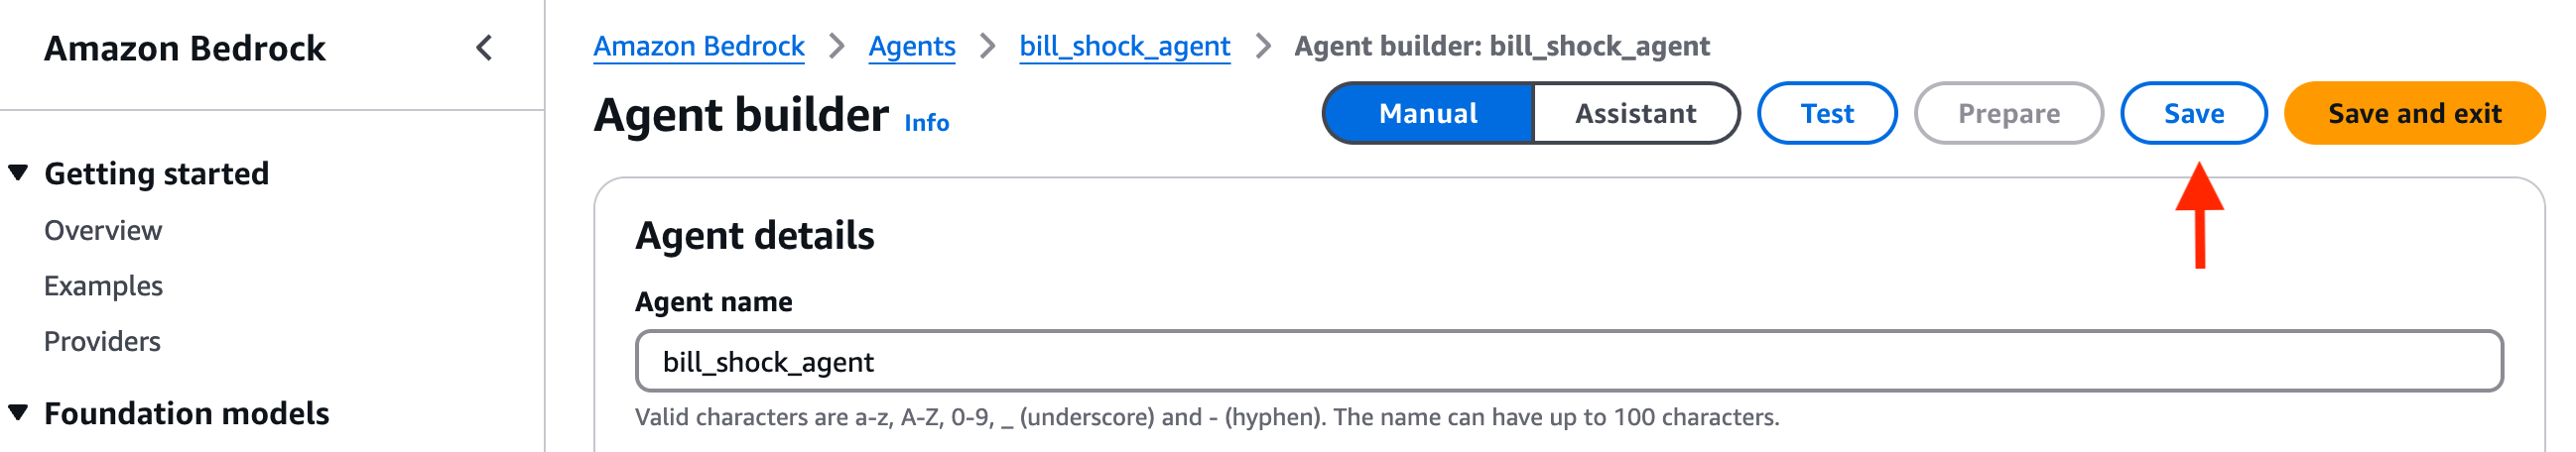 Amazon Bedrock
Getting started
Overview
Examples
Providers
Foundation models
Amazon Bedrock > Agents > bill_shock_agent > Agent builder: bill_shock_agent
Agent builder Info
Manual Assistant Test Prepare Save Save and exit
Agent details
Agent name
bill_shock_agent
Valid characters are a-z, A-Z, 0-9, _ (underscore) and - (hyphen). The name can have up to 100 characters.